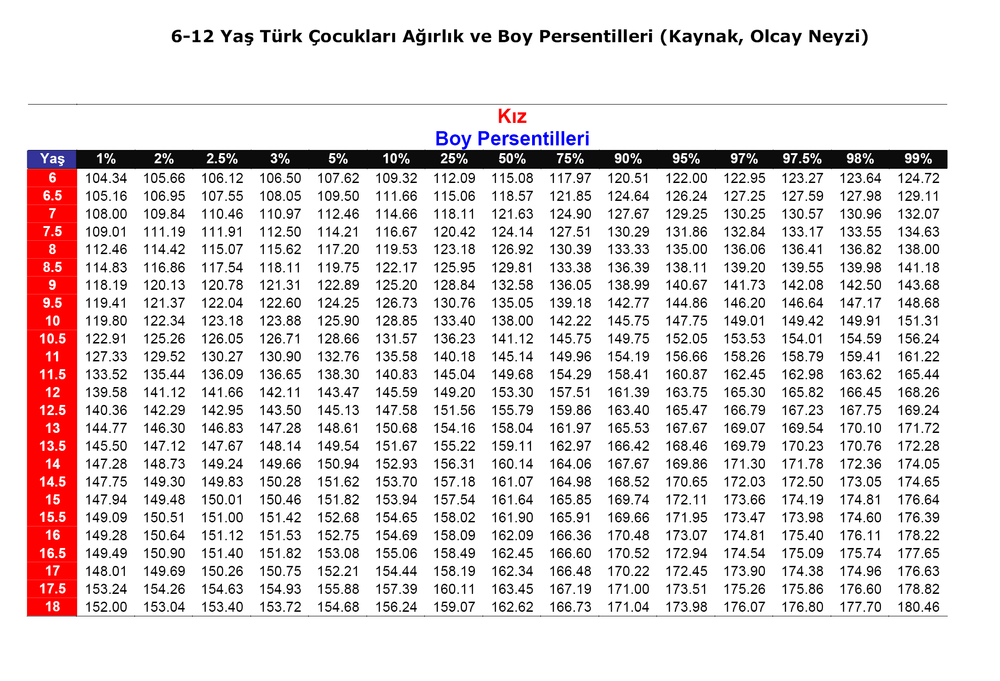 6-12 Yaş Türk Çocukları Ağırlık ve Boy Persentilleri (Kaynak, Olcay Neyzi)
Kız
Boy Persentilleri
Yaş 1% 2% 2.5% 3% 5% 10% 25% 50% 75% 90% 95% 97% 97.5% 98% 99%
6 104.34 105.66 106.12 106.50 107.62 109.32 112.09 115.08 117.97 120.51 122.00 122.95 123.27 123.64 124.72
6.5 105.16 106.95 107.55 108.05 109.50 111.66 115.06 118.57 121.85 124.64 126.24 127.25 127.59 127.98 129.11
7 108.00 109.84 110.46 110.97 112.46 114.66 118.11 121.63 124.90 127.67 129.25 130.25 130.57 130.96 132.07
7.5 109.01 111.19 111.91 112.50 114.21 116.67 120.42 124.14 127.51 130.29 131.86 132.84 133.17 133.55 134.63
8 112.46 114.42 115.07 115.62 117.20 119.53 123.18 126.92 130.39 133.33 135.00 136.06 136.41 136.82 138.00
8.5 114.83 116.86 117.54 118.11 119.75 122.17 125.95 129.81 133.38 136.39 138.11 139.20 139.55 139.98 141.18
9 118.19 120.13 120.78 121.31 122.89 125.20 128.84 132.58 136.05 138.99 140.67 141.73 142.08 142.50 143.68
9.5 119.41 121.37 122.04 122.60 124.25 126.73 130.76 135.05 139.18 142.77 144.86 146.20 146.64 147.17 148.68
10 119.80 122.34 123.18 123.88 125.90 128.85 133.40 138.00 142.22 145.75 147.75 149.01 149.42 149.91 151.31
10.5 122.91 125.26 126.05 126.71 128.66 131.57 136.23 141.12 145.75 149.75 152.05 153.53 154.01 154.59 156.24
11 127.33 129.52 130.27 130.90 132.76 135.58 140.18 145.14 149.96 154.19 156.66 158.26 158.79 159.41 161.22
11.5 133.52 135.44 136.09 136.65 138.30 140.83 145.04 149.68 154.29 158.41 160.87 162.45 162.98 163.62 165.44
12 139.58 141.12 141.66 142.11 143.47 145.59 149.20 153.30 157.51 161.39 163.75 165.30 165.82 166.45 168.26
12.5 140.36 142.29 142.95 143.50 145.13 147.58 151.56 155.79 159.86 163.40 165.47 166.79 167.23 167.75 169.24
13 144.77 146.30 146.83 147.28 148.61 150.68 154.16 158.04 161.97 165.53 167.67 169.07 169.54 170.10 171.72
13.5 145.50 147.12 147.67 148.14 149.54 151.67 155.22 159.11 162.97 166.42 168.46 169.79 170.23 170.76 172.28
14 147.28 148.73 149.24 149.66 150.94 152.93 156.31 160.14 164.06 167.67 169.86 171.30 171.78 172.36 174.05
14.5 147.75 149.30 149.83 150.28 151.62 153.70 157.18 161.07 164.98 168.52 170.65 172.03 172.50 173.05 174.65
15 147.94 149.48 150.01 150.46 151.82 153.94 157.54 161.64 165.85 169.74 172.11 173.66 174.19 174.81 176.64
15.5 149.09 150.51 151.00 151.42 152.68 154.65 158.02 161.90 165.91 169.66 171.95 173.47 173.98 174.60 176.39
16 149.28 150.64 151.12 151.53 152.75 154.69 158.09 162.09 166.36 170.48 173.07 174.81 175.40 176.11 178.22
16.5 149.49 150.90 151.40 151.82 153.08 155.06 158.49 162.45 166.60 170.52 172.94 174.54 175.09 175.74 177.65
17 148.01 149.69 150.26 150.75 152.21 154.44 158.19 162.34 166.48 170.22 172.45 173.90 174.38 174.96 176.63
17.5 153.24 154.26 154.63 154.93 155.88 157.39 160.11 163.45 167.19 171.00 173.51 175.26 175.86 176.60 178.82
18 152.00 153.04 153.40 153.72 154.68 156.24 159.07 162.62 166.73 171.04 173.98 176.07 176.80 177.70 180.46